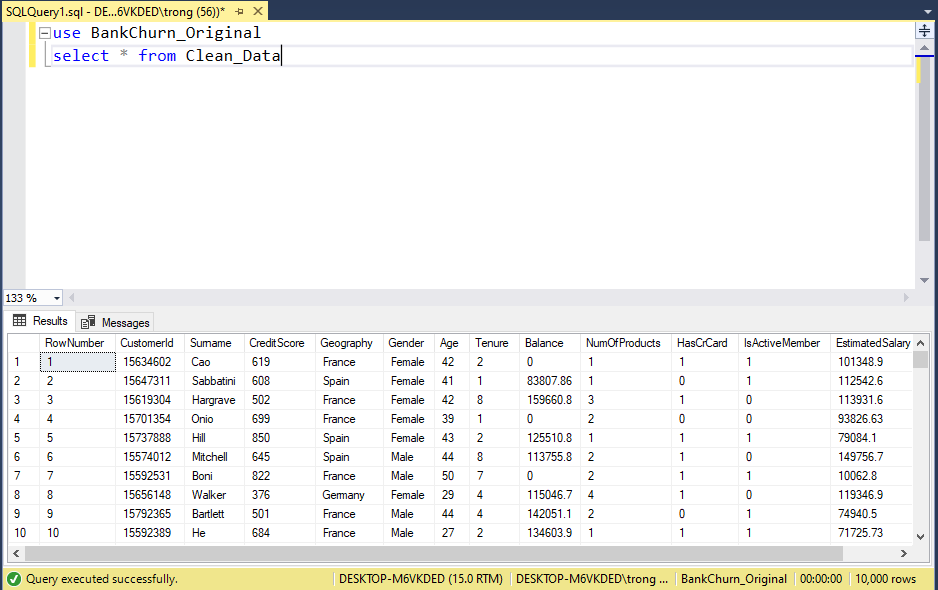 SQLQuery1.sql - DE...6VKDED\trong (56))*
use BankChurn_Original
select * from Clean_Data
133 %
Results Messages
RowNumber CustomerId Surname CreditScore Geography Gender Age Tenure Balance NumOfProducts HasCrCard IsActiveMember EstimatedSalary
1 1 15634602 Cao 619 France Female 42 2 0 1 1 1 101348.9
2 2 15647311 Sabbatini 608 Spain Female 41 1 83807.86 1 0 1 112542.6
3 3 15619304 Hargrave 502 France Female 42 8 159660.8 3 1 0 113931.6
4 4 15701354 Onio 699 France Female 39 1 0 2 0 0 93826.63
5 5 15737888 Hill 850 Spain Female 43 2 125510.8 1 1 1 79084.1
6 6 15574012 Mitchell 645 Spain Male 44 8 113755.8 2 1 0 149756.7
7 7 15592531 Boni 822 France Male 50 7 0 2 1 1 10062.8
8 8 15656148 Walker 376 Germany Female 29 4 115046.7 4 1 0 119346.9
9 9 15792365 Bartlett 501 France Male 44 4 142051.1 2 0 1 74940.5
10 10 15592389 He 684 France Male 27 2 134603.9 1 1 1 71725.73
Query executed successfully. DESKTOP-M6VKDED (15.0 RTM) DESKTOP-M6VKDED\trong ... BankChurn_Original 00:00:00 10,000 rows